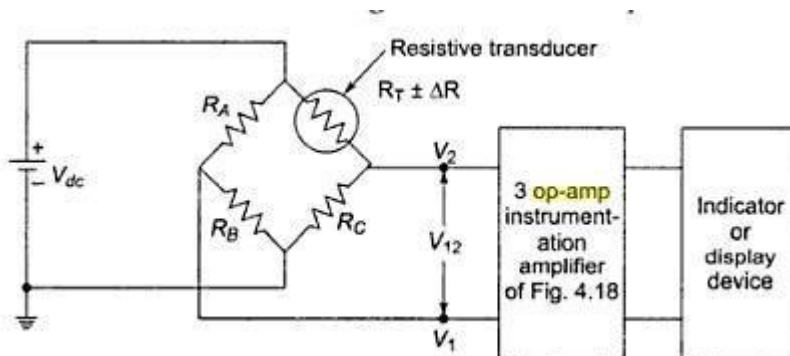 Resistive transducer
R_T ± ΔR
R_A
+
−
V_dc
R_B
R_C
V_2
V_12
V_1
3 op-amp
instrument-
ation
amplifier
of Fig. 4.18
Indicator
or
display
device